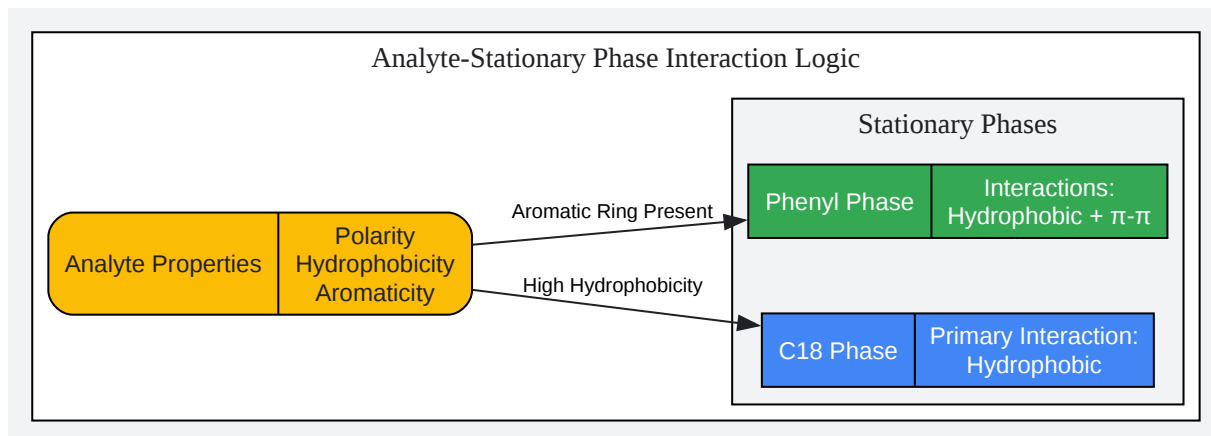 Analyte-Stationary Phase Interaction Logic
Stationary Phases
Analyte Properties
Polarity
Hydrophobicity
Aromaticity
Aromatic Ring Present
High Hydrophobicity
Phenyl Phase
Interactions:
Hydrophobic + π-π
C18 Phase
Primary Interaction:
Hydrophobic